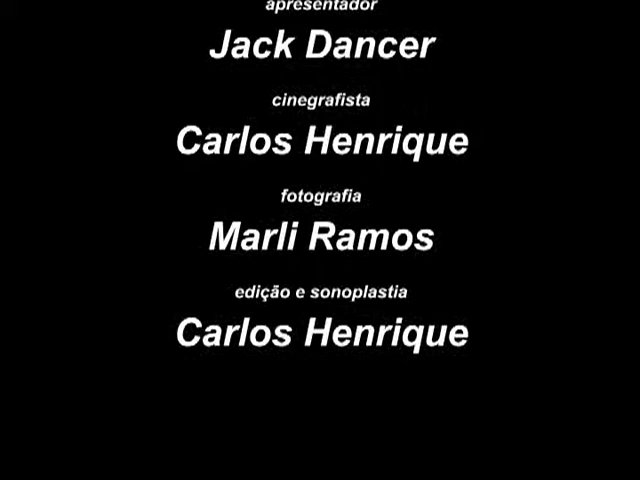 apresentador
Jack Dancer
cinegrafista
Carlos Henrique
fotografia
Marli Ramos
edição e sonoplastia
Carlos Henrique